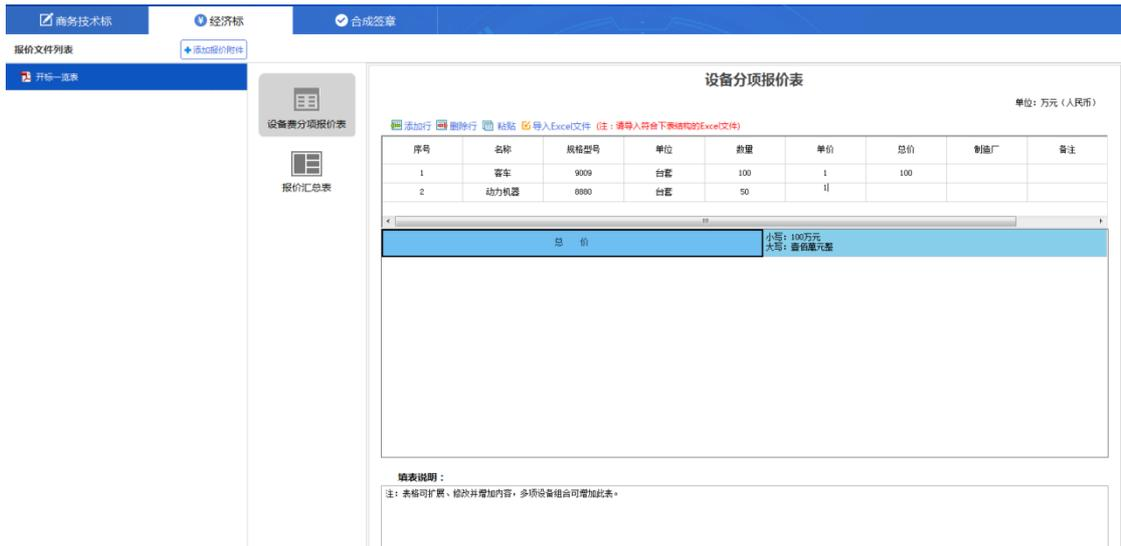 商务技术标 经济标 合成签章
报价文件列表 添加报价附件
开标一览表
设备分项报价表
单位：万元（人民币）
设备费分项报价表
报价汇总表
添加行 删除行 粘贴 导入Excel文件 (注：请导入符合下表结构的Excel文件)
序号 名称 规格型号 单位 数量 单价 总价 制造厂 备注
1 客车 9009 台套 100 1 100
2 动力机器 8880 台套 50 1
总 价
小写：100万元
大写：壹佰萬元整
填表说明：
注：表格可扩展、修改并增加内容，多项设备组合可增加此表。